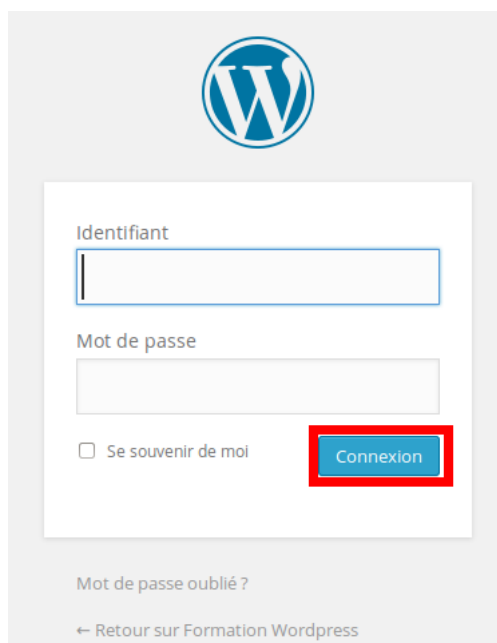 Identifiant
Mot de passe
Se souvenir de moi Connexion
Mot de passe oublié ?
← Retour sur Formation Wordpress